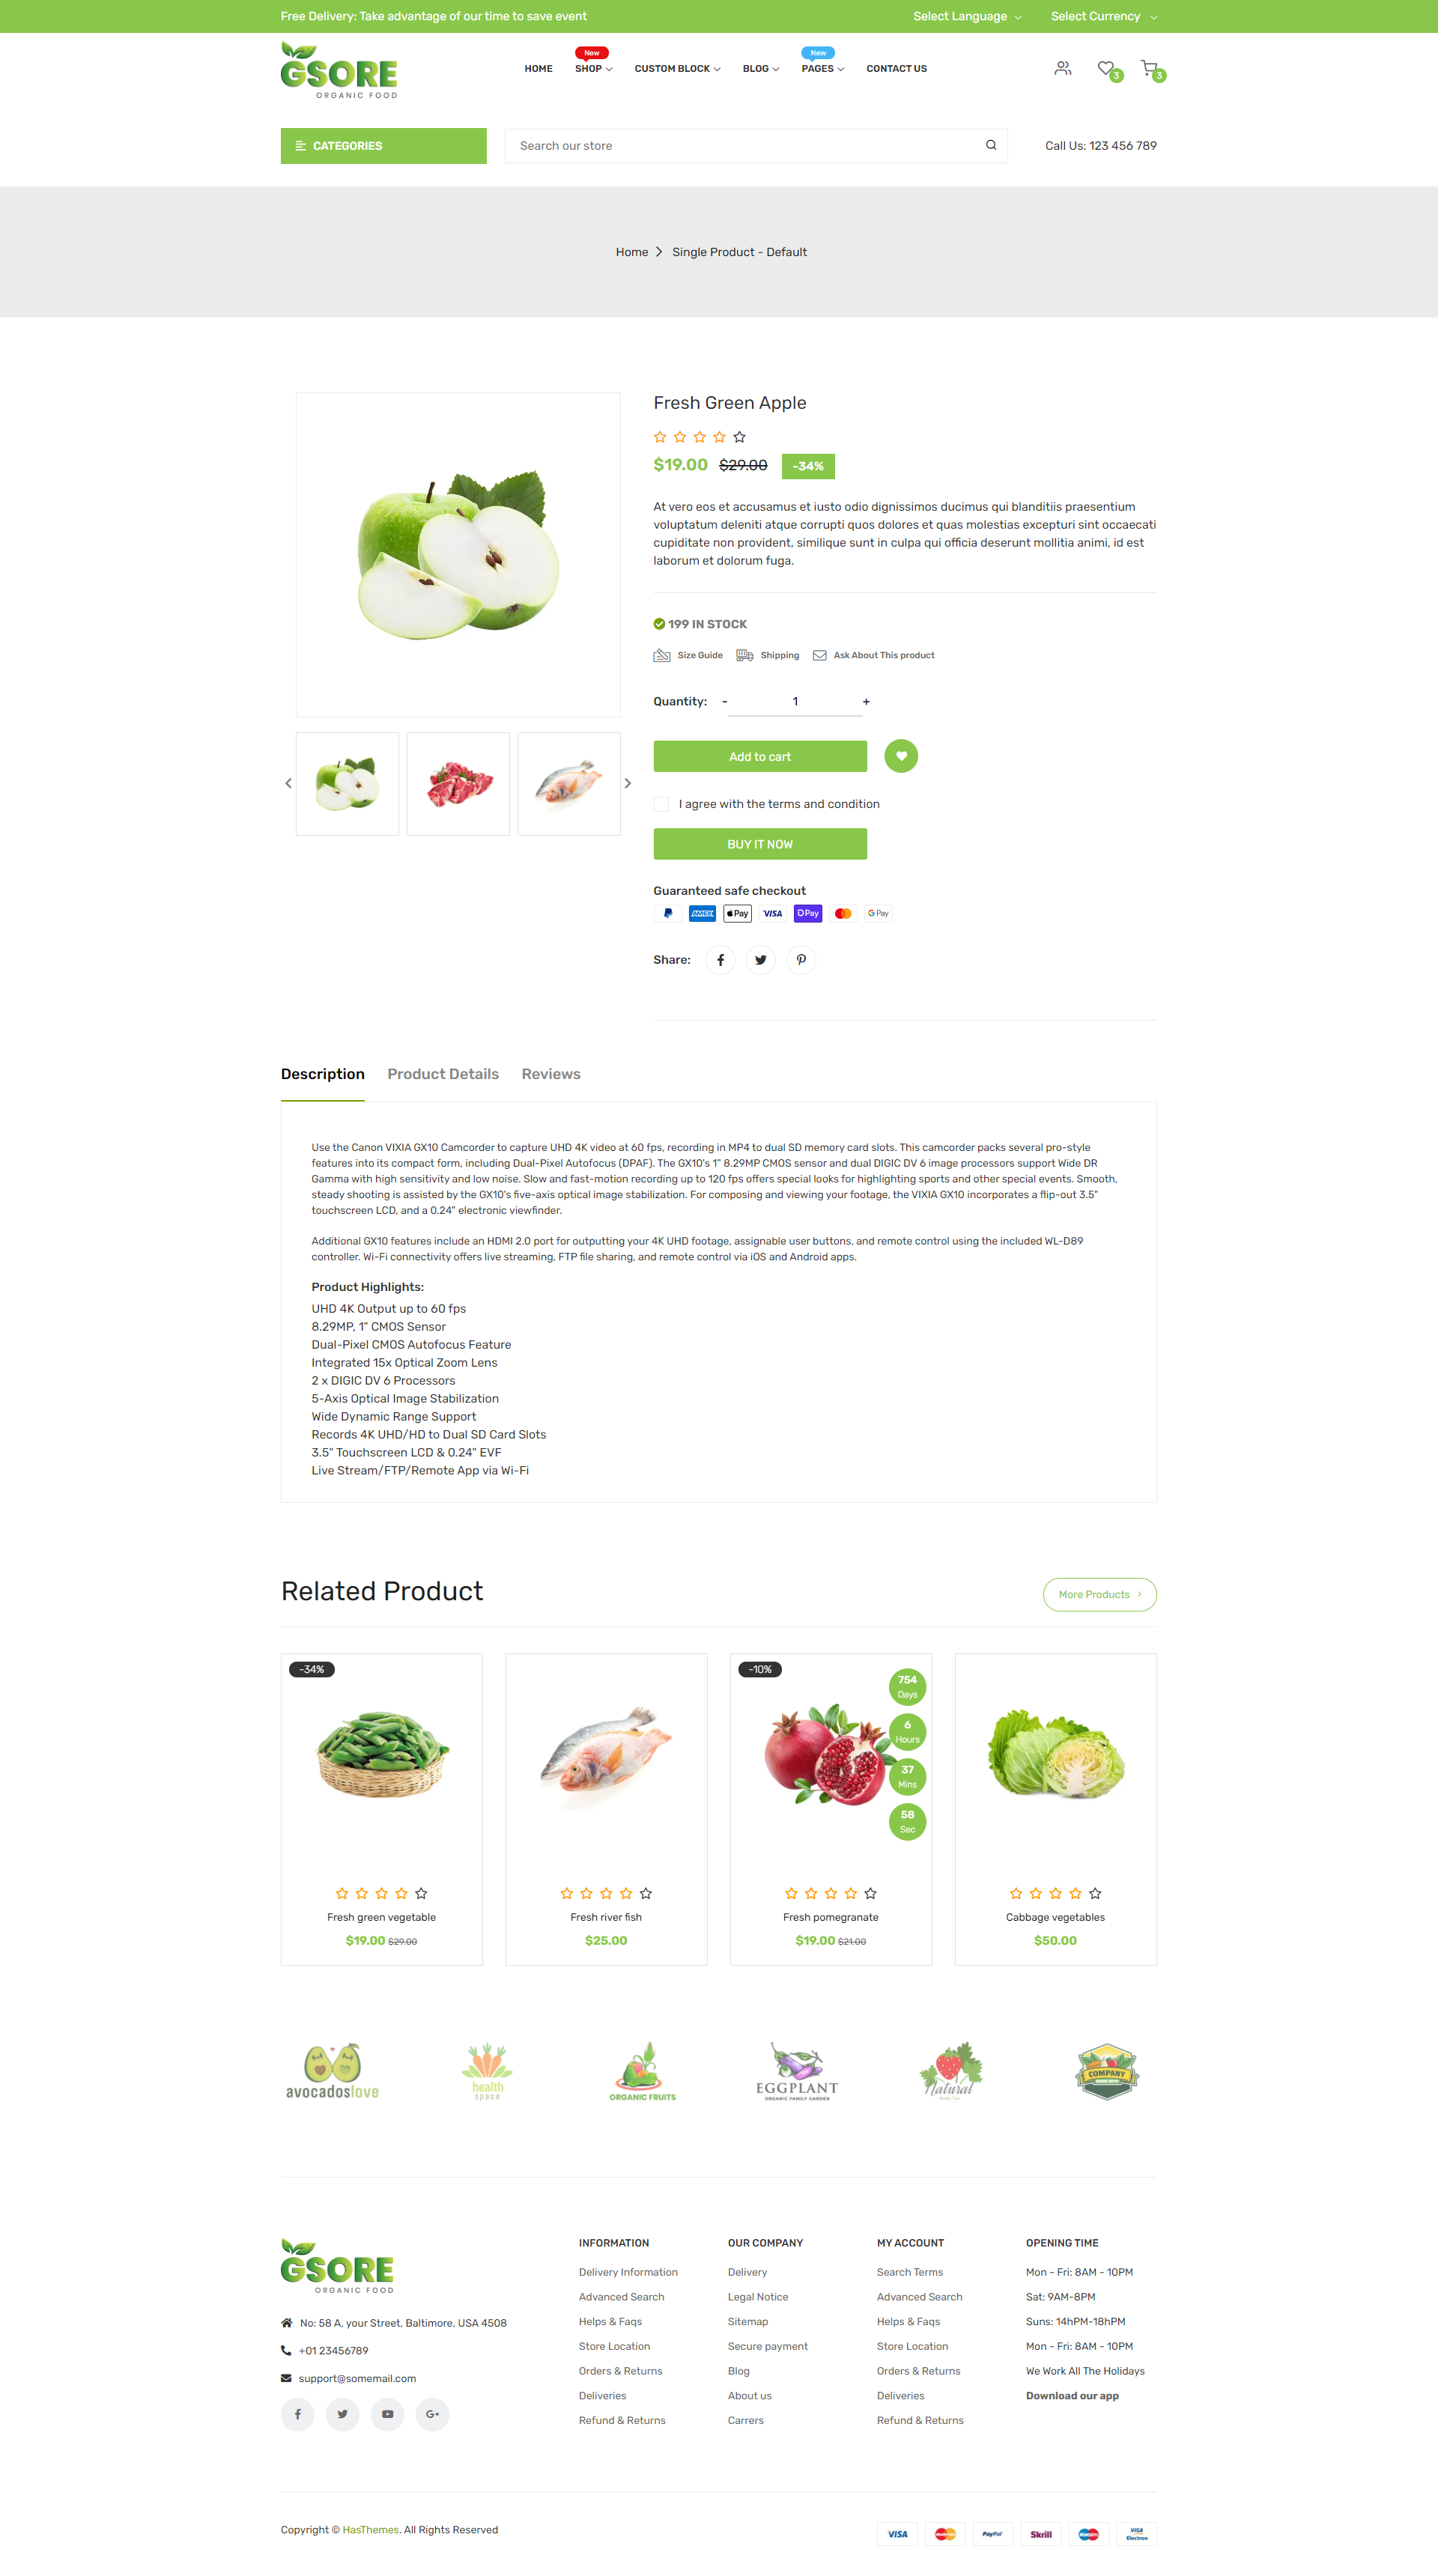 Free Delivery: Take advantage of our time to save event
Select Language
Select Currency
GSORE
ORGANIC FOOD
HOME
New
SHOP
CUSTOM BLOCK
BLOG
New
PAGES
CONTACT US
3
3
CATEGORIES
Search our store
Call Us: 123 456 789
Home
Single Product - Default
Fresh Green Apple
$19.00 $29.00 -34%
At vero eos et accusamus et iusto odio dignissimos ducimus qui blanditiis praesentium
voluptatum deleniti atque corrupti quos dolores et quas molestias excepturi sint occaecati
cupiditate non provident, similique sunt in culpa qui officia deserunt mollitia animi, id est
laborum et dolorum fuga.
199 IN STOCK
Size Guide
Shipping
Ask About This product
Quantity: - 1 +
Add to cart
I agree with the terms and condition
BUY IT NOW
Guaranteed safe checkout
AMEX
Pay
VISA
Pay
G Pay
Share:
Description
Product Details
Reviews
Use the Canon VIXIA GX10 Camcorder to capture UHD 4K video at 60 fps, recording in MP4 to dual SD memory card slots. This camcorder packs several pro-style
features into its compact form, including Dual-Pixel Autofocus (DPAF). The GX10's 1" 8.29MP CMOS sensor and dual DIGIC DV 6 image processors support Wide DR
Gamma with high sensitivity and low noise. Slow and fast-motion recording up to 120 fps offers special looks for highlighting sports and other special events. Smooth,
steady shooting is assisted by the GX10's five-axis optical image stabilization. For composing and viewing your footage, the VIXIA GX10 incorporates a flip-out 3.5"
touchscreen LCD, and a 0.24" electronic viewfinder.
Additional GX10 features include an HDMI 2.0 port for outputting your 4K UHD footage, assignable user buttons, and remote control using the included WL-D89
controller. Wi-Fi connectivity offers live streaming, FTP file sharing, and remote control via iOS and Android apps.
Product Highlights:
UHD 4K Output up to 60 fps
8.29MP, 1" CMOS Sensor
Dual-Pixel CMOS Autofocus Feature
Integrated 15x Optical Zoom Lens
2 x DIGIC DV 6 Processors
5-Axis Optical Image Stabilization
Wide Dynamic Range Support
Records 4K UHD/HD to Dual SD Card Slots
3.5" Touchscreen LCD & 0.24" EVF
Live Stream/FTP/Remote App via Wi-Fi
Related Product
More Products
-34%
Fresh green vegetable
$19.00 $29.00
Fresh river fish
$25.00
-10%
754
Days
6
Hours
37
Mins
58
Sec
Fresh pomegranate
$19.00 $21.00
Cabbage vegetables
$50.00
avocadoslove
health
space
ORGANIC FRUITS
EGGPLANT
ORGANIC FAMILY GARDEN
Natural
COMPANY
GSORE
ORGANIC FOOD
No: 58 A, your Street, Baltimore, USA 4508
+01 23456789
support@somemail.com
G+
INFORMATION
Delivery Information
Advanced Search
Helps & Faqs
Store Location
Orders & Returns
Deliveries
Refund & Returns
OUR COMPANY
Delivery
Legal Notice
Sitemap
Secure payment
Blog
About us
Carrers
MY ACCOUNT
Search Terms
Advanced Search
Helps & Faqs
Store Location
Orders & Returns
Deliveries
Refund & Returns
OPENING TIME
Mon - Fri: 8AM - 10PM
Sat: 9AM-8PM
Suns: 14hPM-18hPM
Mon - Fri: 8AM - 10PM
We Work All The Holidays
Download our app
Copyright © HasThemes. All Rights Reserved
VISA
MasterCard
PayPal
Skrill
Maestro
VISA
Electron